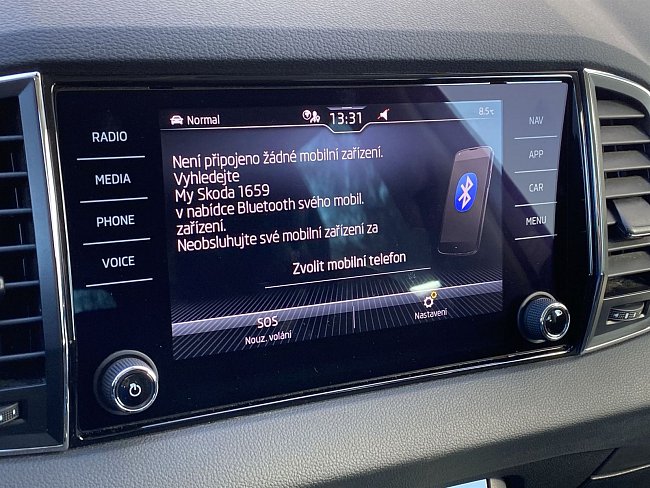 Normal
13:31
8.5°C
RADIO
MEDIA
PHONE
VOICE
Není připojeno žádné mobilní zařízení.
Vyhledejte
My Skoda 1659
v nabídce Bluetooth svého mobil.
zařízení.
Neobsluhujte své mobilní zařízení za
Zvolit mobilní telefon
SOS
Nouz. volání
Nastavení
NAV
APP
CAR
MENU